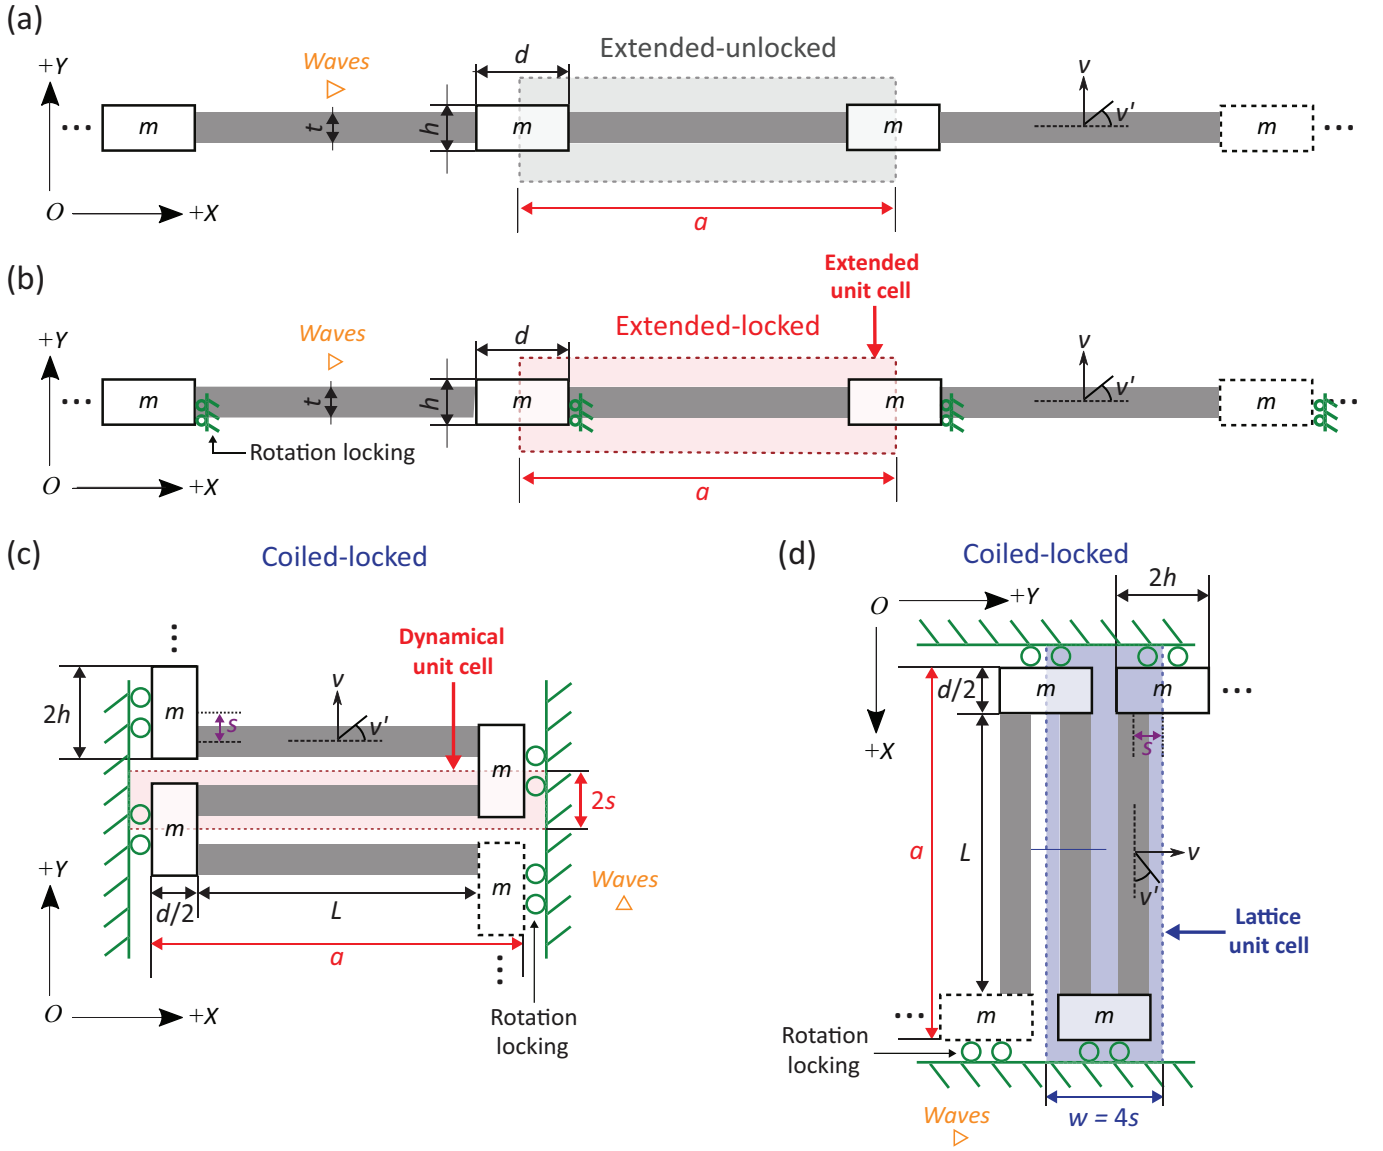 (a)
Extended-unlocked
+Y
Waves
d
v
m
t
h
m
m
v'
m
O
+X
a
(b)
Extended
unit cell
+Y
Waves
d
Extended-locked
v
m
t
h
m
m
v'
m
Rotation locking
O
+X
a
(c)
Coiled-locked
Dynamical
unit cell
2h
m
s
v
v'
m
m
2s
+Y
m
Waves
d/2
L
a
O
+X
Rotation
locking
(d)
Coiled-locked
2h
O
+Y
d/2
m
m
+X
s
a
L
v
v'
Lattice
unit cell
m
m
Rotation
locking
Waves
w = 4s